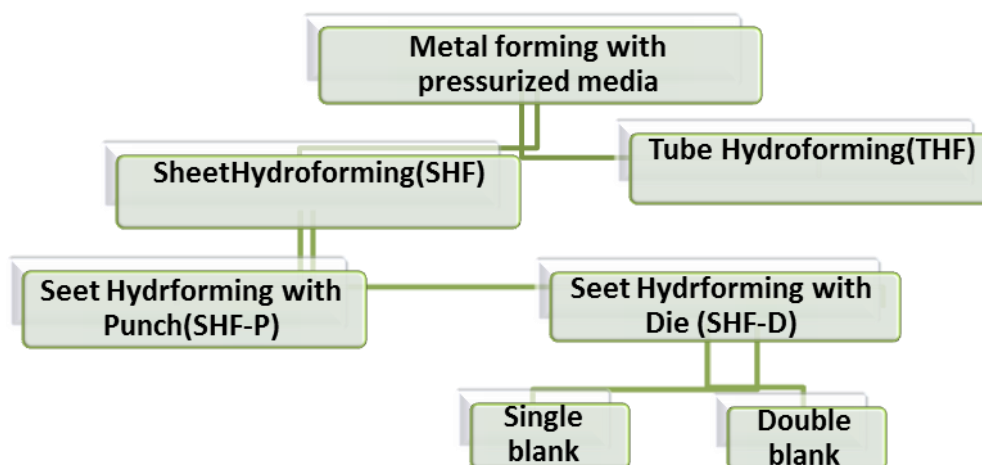 Metal forming with
pressurized media
SheetHydroforming(SHF)
Tube Hydroforming(THF)
Seet Hydrforming with
Punch(SHF-P)
Seet Hydrforming with
Die (SHF-D)
Single
blank
Double
blank